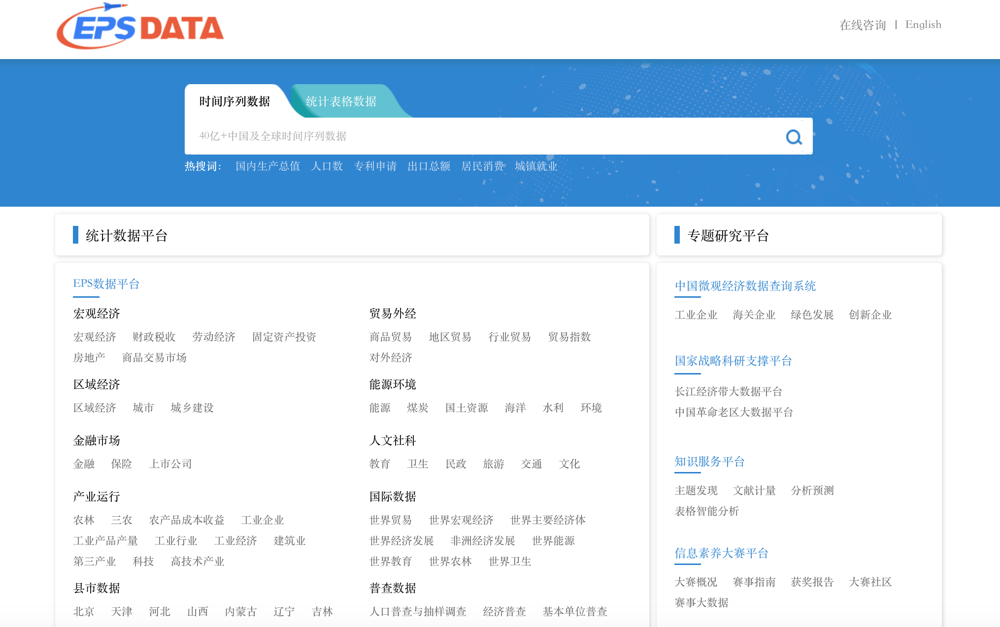 EPS DATA
在线咨询 | English
时间序列数据 统计表格数据
40亿+中国及全球时间序列数据
热搜词： 国内生产总值 人口数 专利申请 出口总额 居民消费 城镇就业
统计数据平台
EPS数据平台
宏观经济
宏观经济 财政税收 劳动经济 固定资产投资
房地产 商品交易市场
区域经济
区域经济 城市 城乡建设
金融市场
金融 保险 上市公司
产业运行
农林 三农 农产品成本收益 工业企业
工业产品产量 工业行业 工业经济 建筑业
第三产业 科技 高技术产业
县市数据
北京 天津 河北 山西 内蒙古 辽宁 吉林
贸易外经
商品贸易 地区贸易 行业贸易 贸易指数
对外经济
能源环境
能源 煤炭 国土资源 海洋 水利 环境
人文社科
教育 卫生 民政 旅游 交通 文化
国际数据
世界贸易 世界宏观经济 世界主要经济体
世界经济发展 非洲经济发展 世界能源
世界教育 世界农林 世界卫生
普查数据
人口普查与抽样调查 经济普查 基本单位普查
专题研究平台
中国微观经济数据查询系统
工业企业 海关企业 绿色发展 创新企业
国家战略科研支撑平台
长江经济带大数据平台
中国革命老区大数据平台
知识服务平台
主题发现 文献计量 分析预测
表格智能分析
信息素养大赛平台
大赛概况 赛事指南 获奖报告 大赛社区
赛事大数据